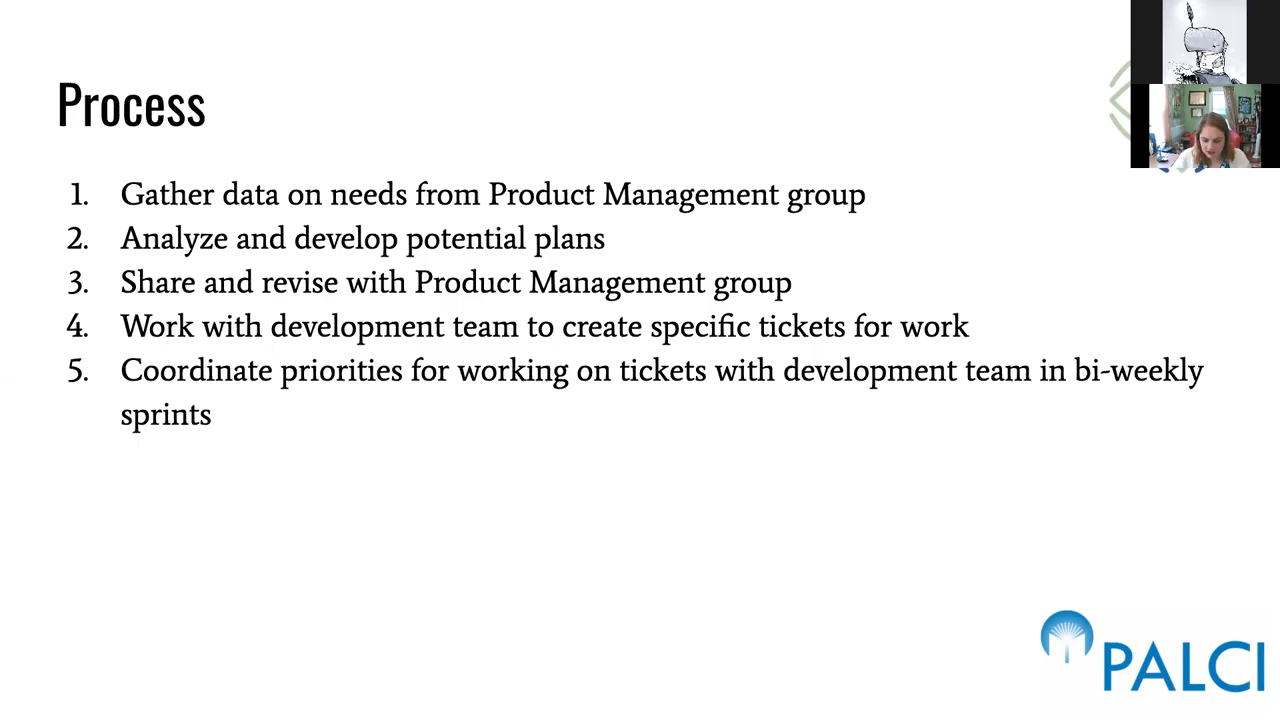 Process
1. Gather data on needs from Product Management group
2. Analyze and develop potential plans
3. Share and revise with Product Management group
4. Work with development team to create specific tickets for work
5. Coordinate priorities for working on tickets with development team in bi-weekly
sprints
PALCI